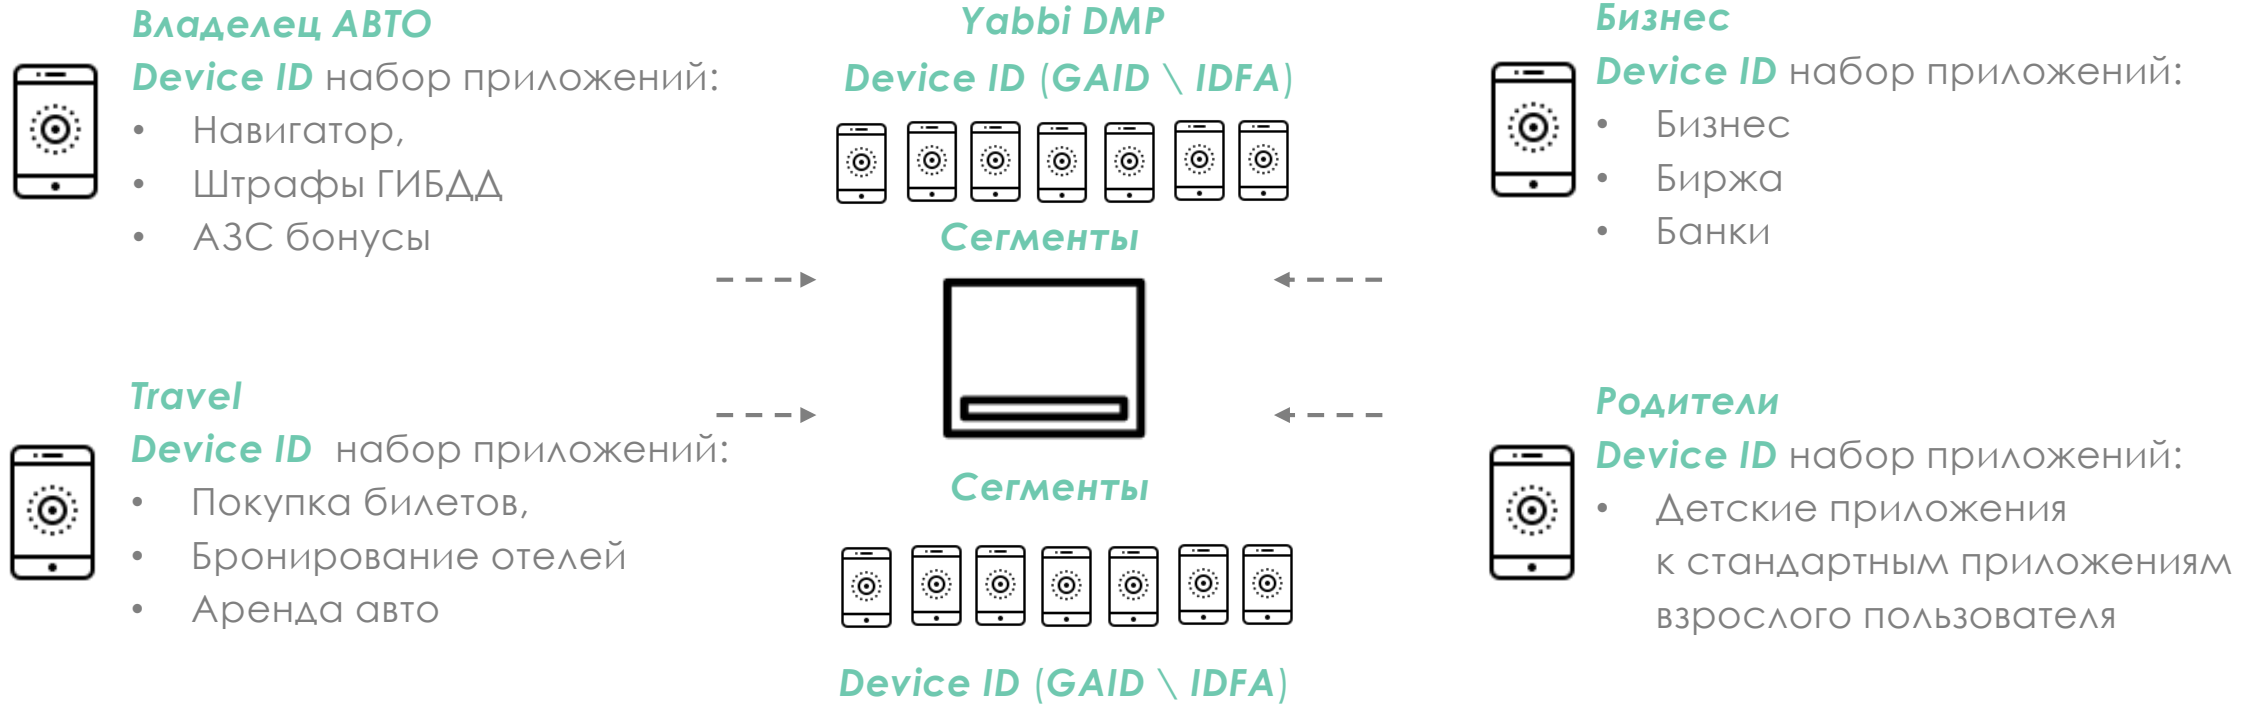 Владелец АВТО
Device ID набор приложений:
• Навигатор,
• Штрафы ГИБДД
• АЗС бонусы
Travel
Device ID набор приложений:
• Покупка билетов,
• Бронирование отелей
• Аренда авто
Yabbi DMP
Device ID (GAID \ IDFA)
Сегменты
Сегменты
Device ID (GAID \ IDFA)
Бизнес
Device ID набор приложений:
• Бизнес
• Биржа
• Банки
Родители
Device ID набор приложений:
• Детские приложения
к стандартным приложениям
взрослого пользователя